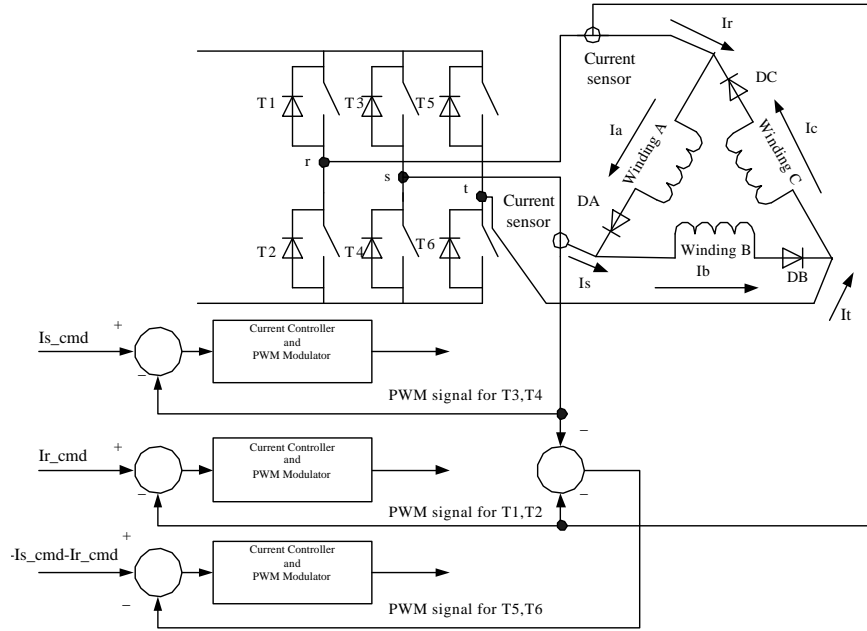 Ir
Current
sensor
DC
T1
T3
T5
Ia
Winding A
Winding C
Ic
r
s
t
Current
sensor
DA
T2
T4
T6
Winding B
Is
Ib
DB
It
Is_cmd
+
−
Current Controller
and
PWM Modulator
PWM signal for T3,T4
−
Ir_cmd
+
−
Current Controller
and
PWM Modulator
−
PWM signal for T1,T2
-Is_cmd-Ir_cmd
+
−
Current Controller
and
PWM Modulator
PWM signal for T5,T6